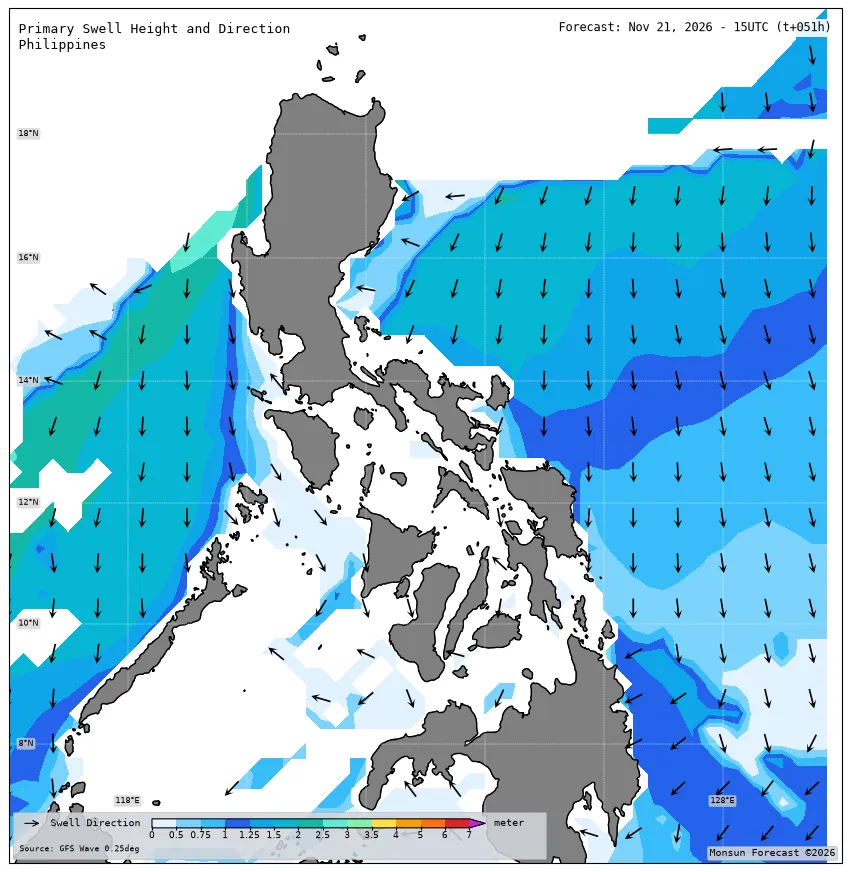 Primary Swell Height and Direction
Philippines
Forecast: Nov 21, 2026 - 15UTC (t+051h)
18°N
16°N
14°N
12°N
10°N
8°N
118°E
128°E
Swell Direction
0 0.5 0.75 1 1.25 1.5 2 2.5 3 3.5 4 5 6 7
meter
Source: GFS Wave 0.25deg
Monsun Forecast ©2026